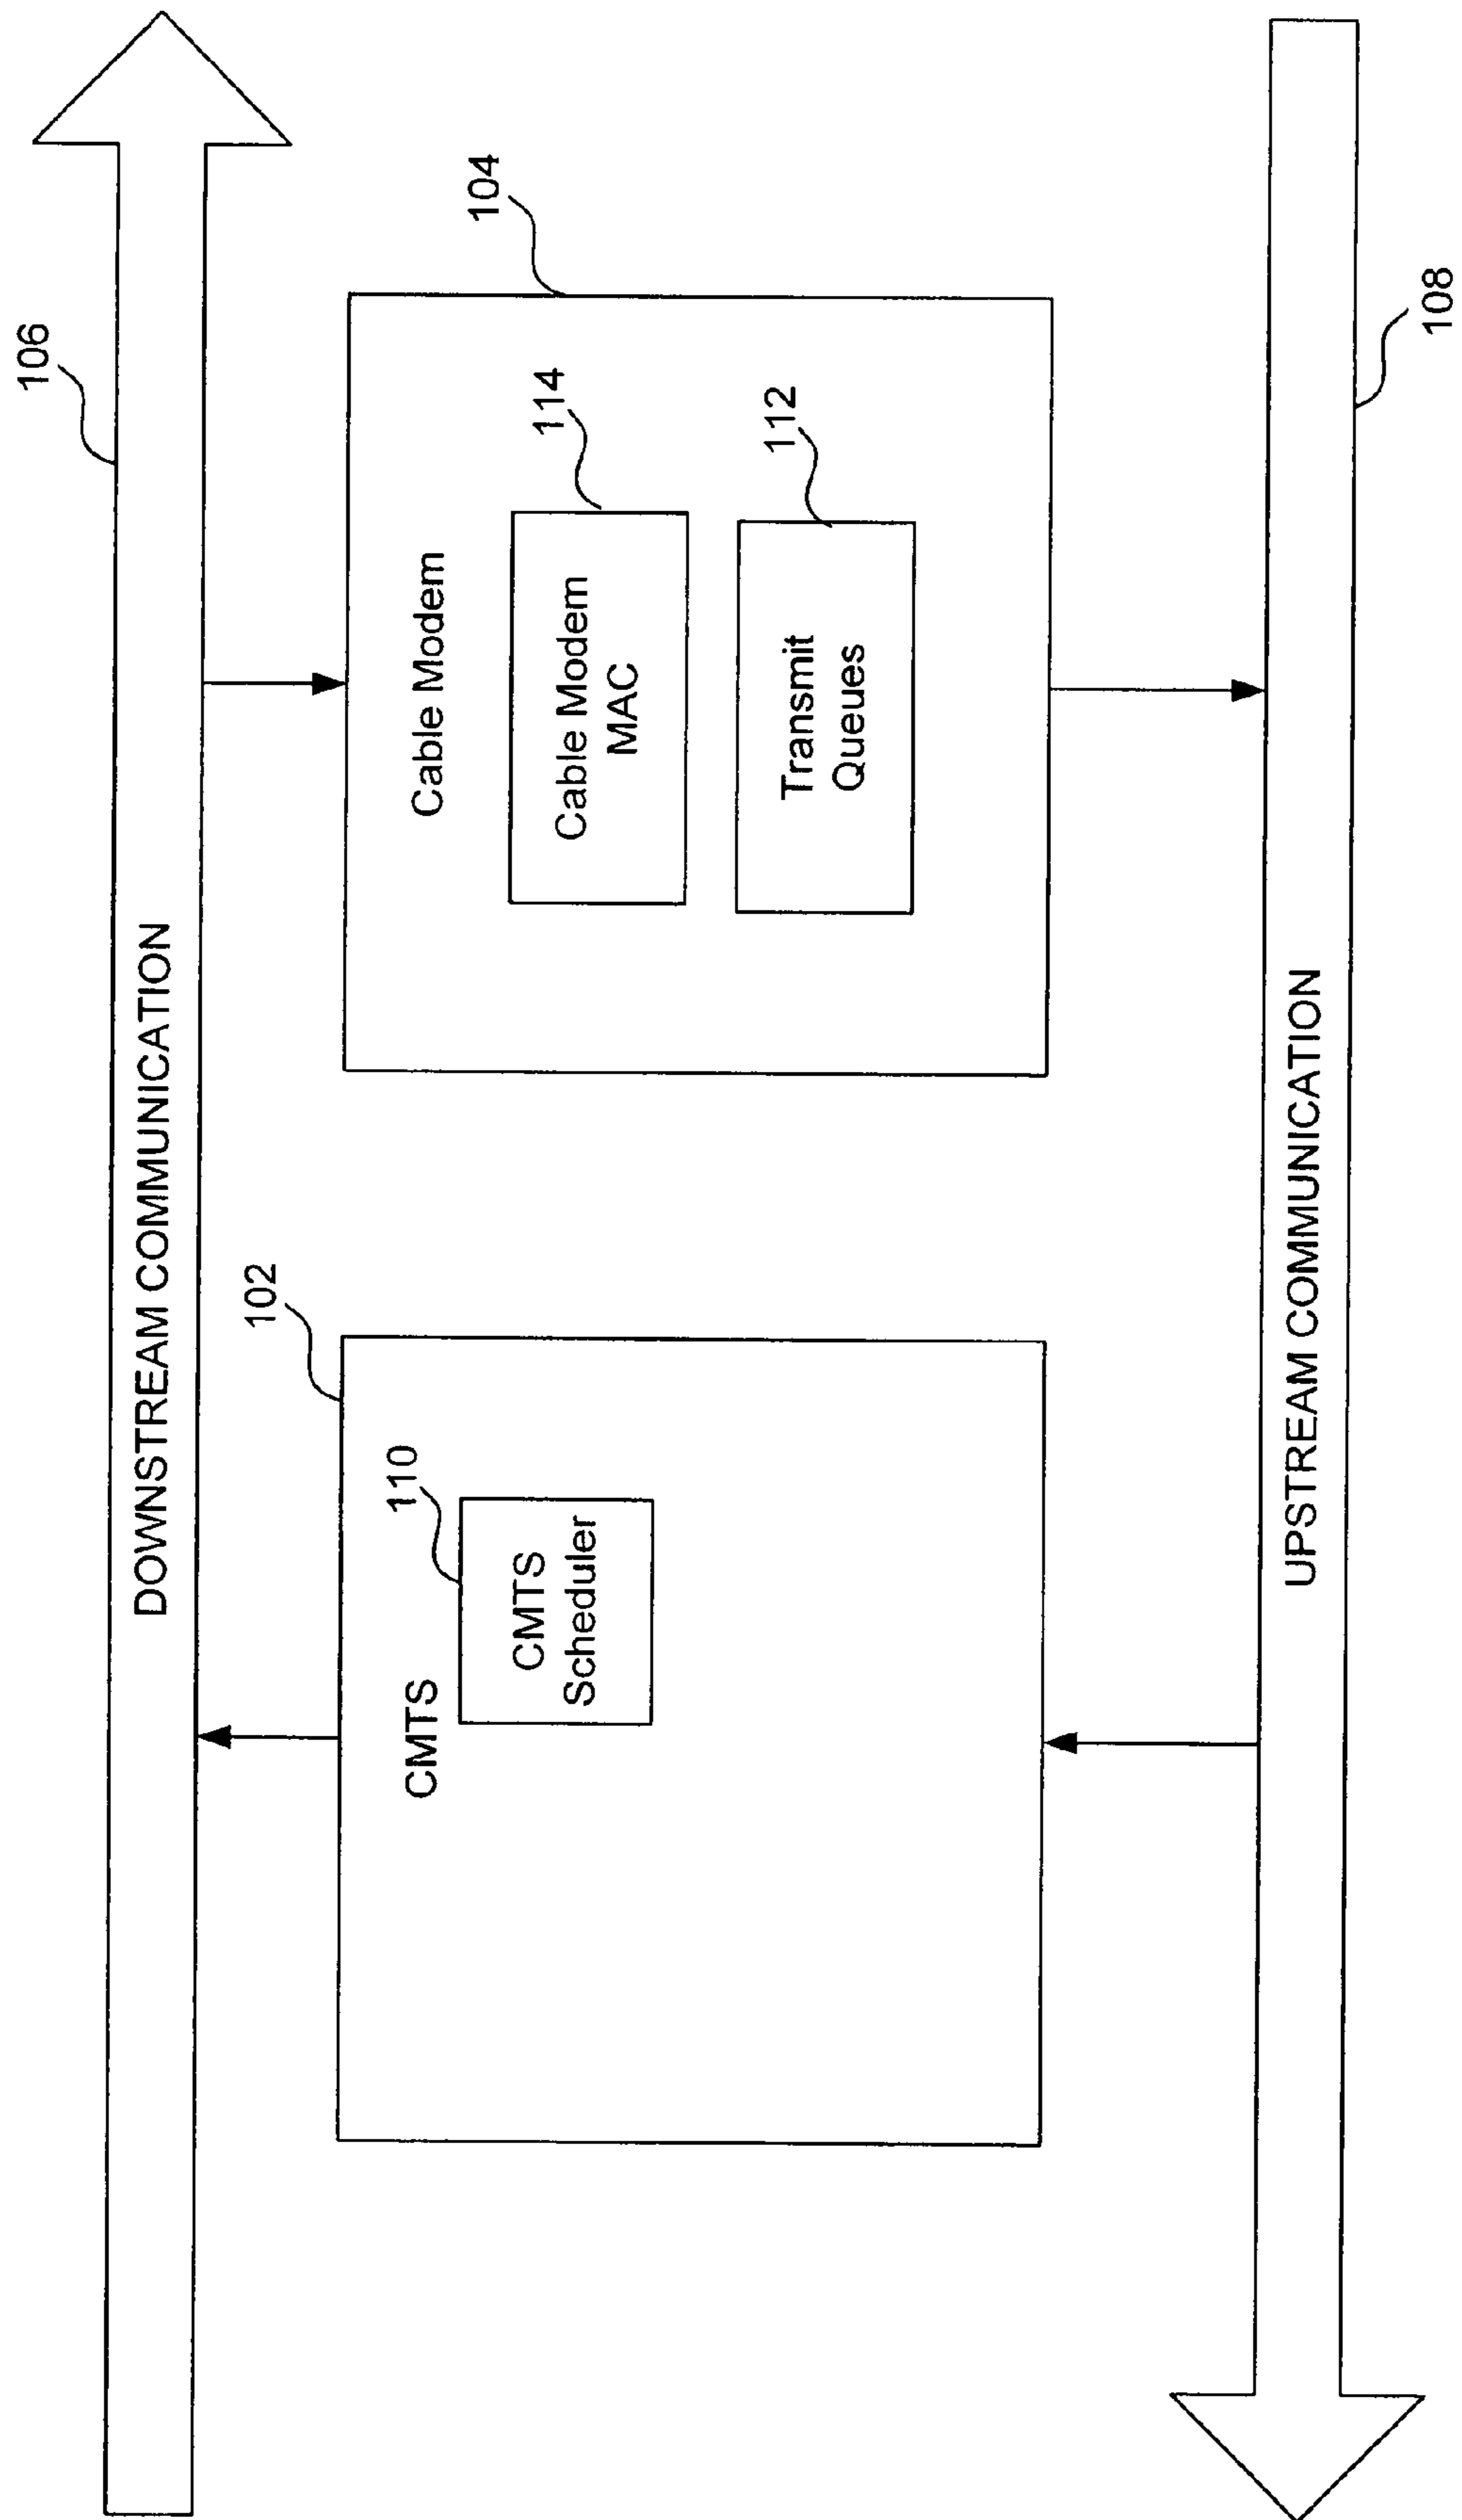 106
DOWNSTREAM COMMUNICATION
102
104
CMTS
110
CMTS
Scheduler
Cable Modem
114
Cable Modem
MAC
112
Transmit
Queues
UPSTREAM COMMUNICATION
108